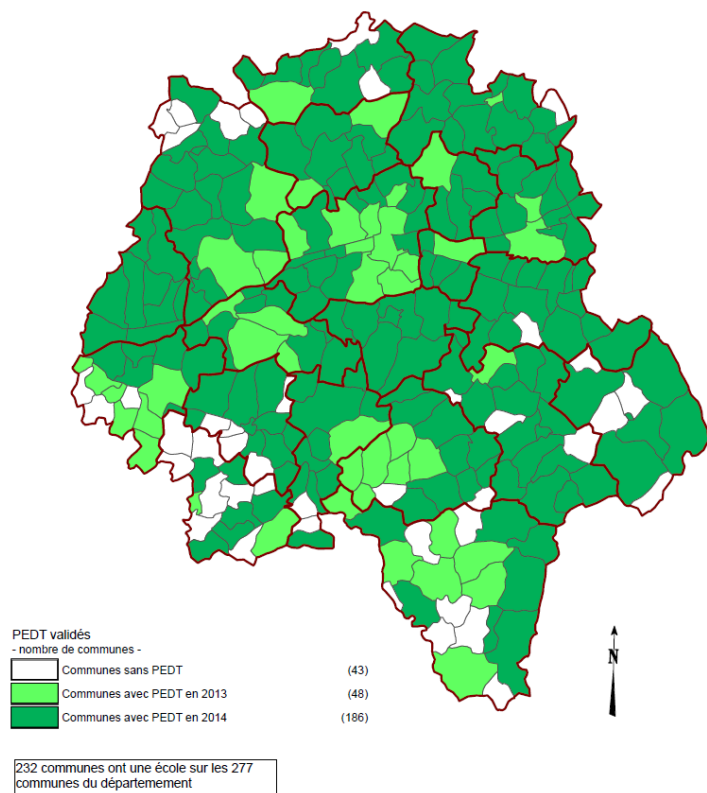 PEDT validés
- nombre de communes -
Communes sans PEDT (43)
Communes avec PEDT en 2013 (48)
Communes avec PEDT en 2014 (186)
N
232 communes ont une école sur les 277
communes du départemement